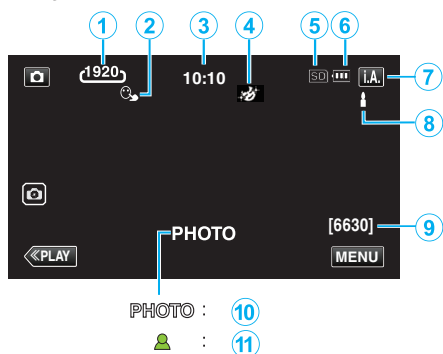 1 2 3 4 5 6
1920 10:10 SD i.A. 7
8
PHOTO [6630] 9
≪PLAY MENU
PHOTO : 10
: 11